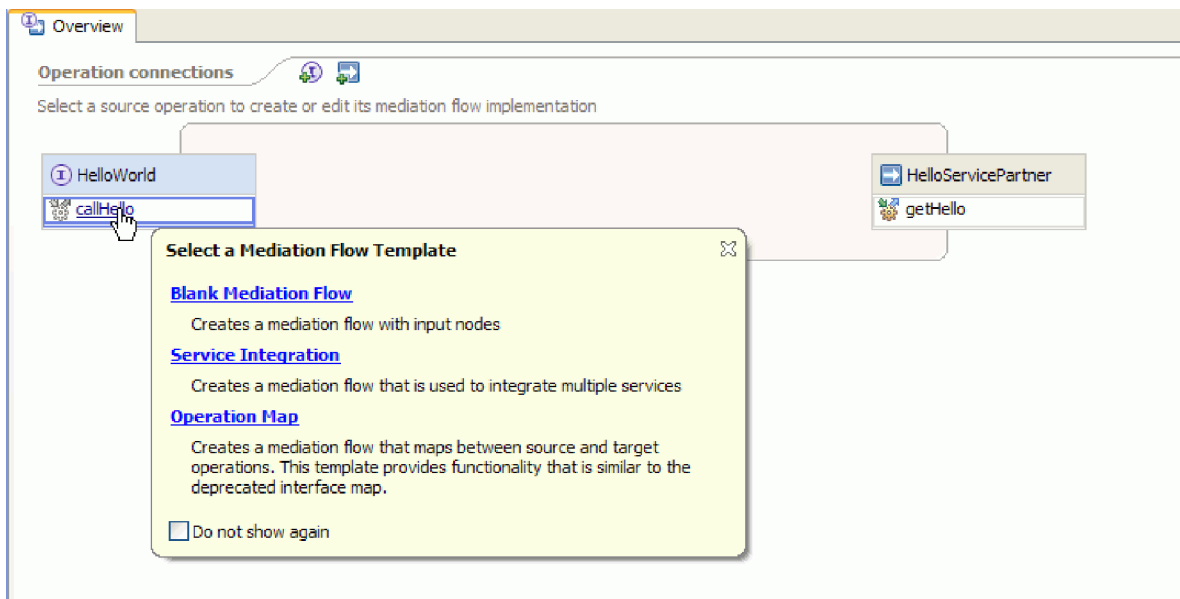 Overview
Operation connections
Select a source operation to create or edit its mediation flow implementation
HelloWorld
HelloServicePartner
callHello
getHello
Select a Mediation Flow Template
Blank Mediation Flow
Creates a mediation flow with input nodes
Service Integration
Creates a mediation flow that is used to integrate multiple services
Operation Map
Creates a mediation flow that maps between source and target
operations. This template provides functionality that is similar to the
deprecated interface map.
Do not show again